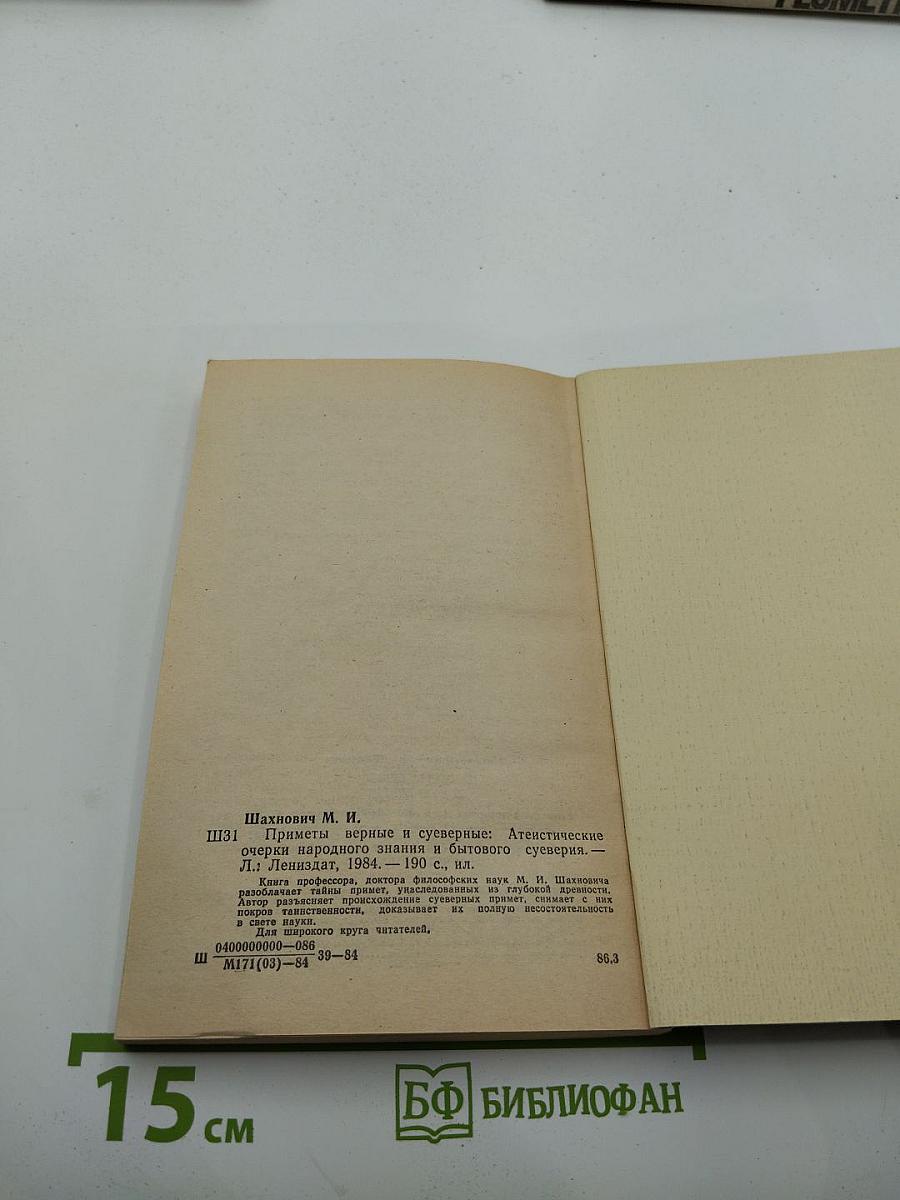 Шахнович М. И.
Ш31 Приметы верные и суеверные: Атеистические
очерки народного знания и бытового суеверия.—
Л.: Лениздат, 1984.— 190 с., ил.
Книга профессора, доктора философских наук М. И. Шахновича
разоблачает тайны примет, унаследованных из глубокой древности.
Автор разъясняет происхождение суеверных примет, снимает с них
покров таинственности, доказывает их полную несостоятельность
в свете науки.
Для широкого круга читателей.
Ш 0400000000—086
М171(03)—84 39—84
86.3
15 см
БФ БИБЛИОФАН